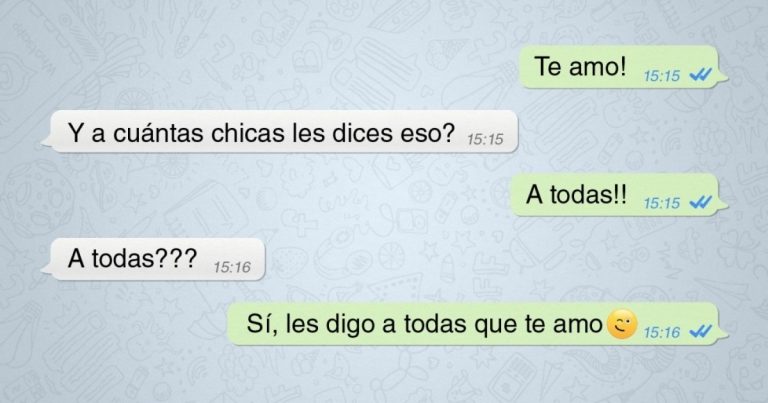 Te amo! 15:15
Y a cuántas chicas les dices eso? 15:15
A todas!! 15:15
A todas??? 15:16
Sí, les digo a todas que te amo😉 15:16